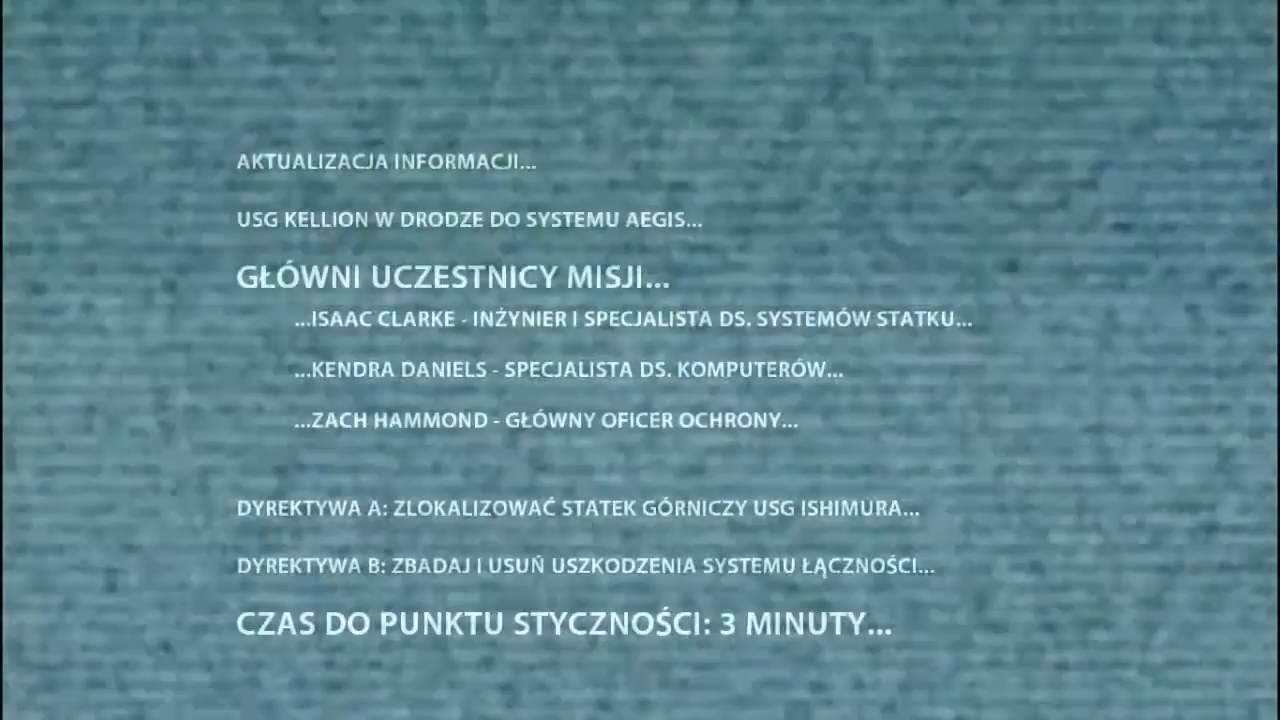 AKTUALIZACJA INFORMACJI...
USG KELLION W DRODZE DO SYSTEMU AEGIS...
GŁÓWNI UCZESTNICY MISJI...
...ISAAC CLARKE - INŻYNIER I SPECJALISTA DS. SYSTEMÓW STATKU...
...KENDRA DANIELS - SPECJALISTA DS. KOMPUTERÓW...
...ZACH HAMMOND - GŁÓWNY OFICER OCHRONY...
DYREKTYWA A: ZLOKALIZOWAĆ STATEK GÓRNICZY USG ISHIMURA...
DYREKTYWA B: ZBADAJ I USUŃ USZKODZENIA SYSTEMU ŁĄCZNOŚCI...
CZAS DO PUNKTU STYCZNOŚCI: 3 MINUTY...